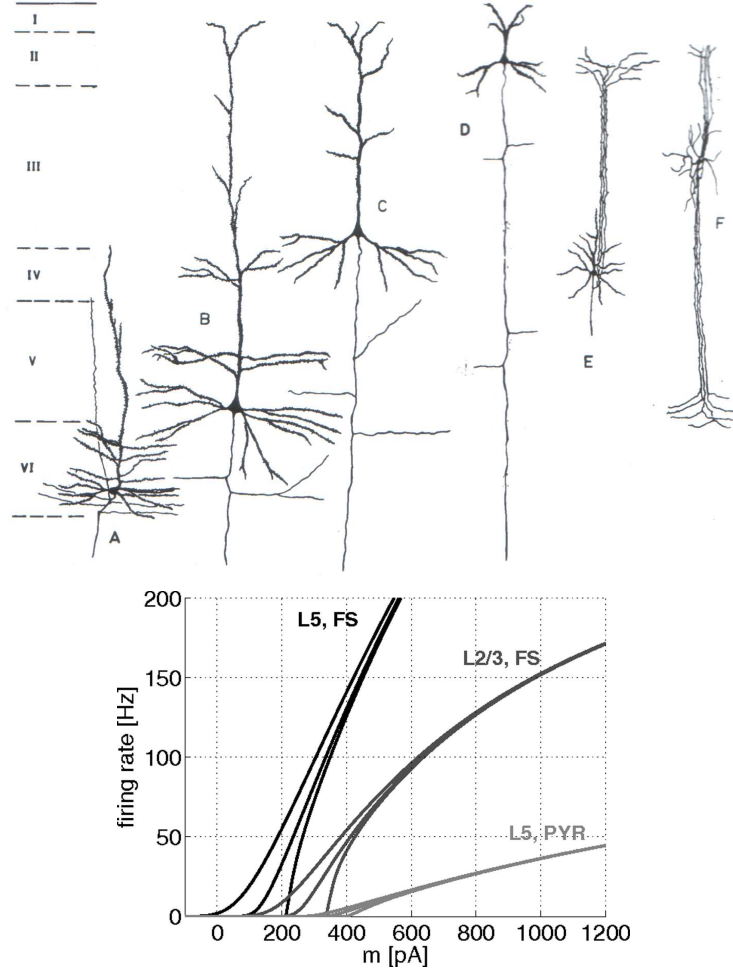 I
II
III
IV
V
VI
A
B
C
D
E
F
200
150
100
50
0
firing rate [Hz]
L5, FS
L2/3, FS
L5, PYR
0 200 400 600 800 1000 1200
m [pA]